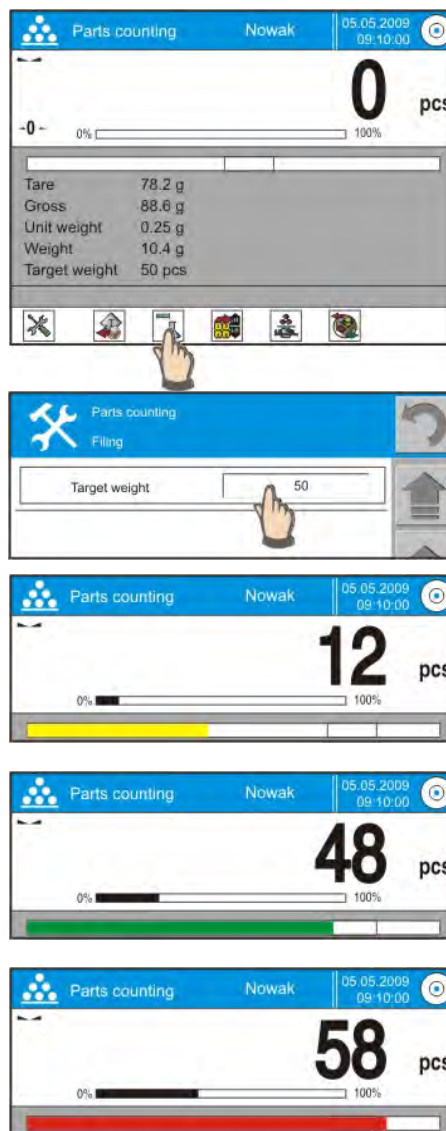 Parts counting Nowak 05.05.2009
09:10:00
0 pcs
-0- 0% 100%
Tare 78.2 g
Gross 88.6 g
Unit weight 0.25 g
Weight 10.4 g
Target weight 50 pcs
Parts counting
Filing
Target weight 50
Parts counting Nowak 05.05.2009
09:10:00
12 pcs
0% 100%
Parts counting Nowak 05.05.2009
09:10:00
48 pcs
0% 100%
Parts counting Nowak 05.05.2009
09:10:00
58 pcs
0% 100%